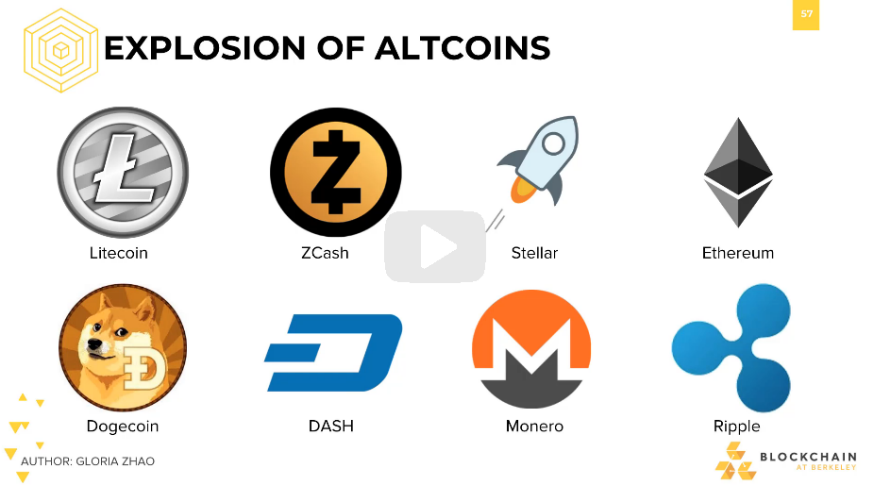 57
EXPLOSION OF ALTCOINS
Litecoin
ZCash
Stellar
Ethereum
Dogecoin
DASH
Monero
Ripple
AUTHOR: GLORIA ZHAO
BLOCKCHAIN
AT BERKELEY